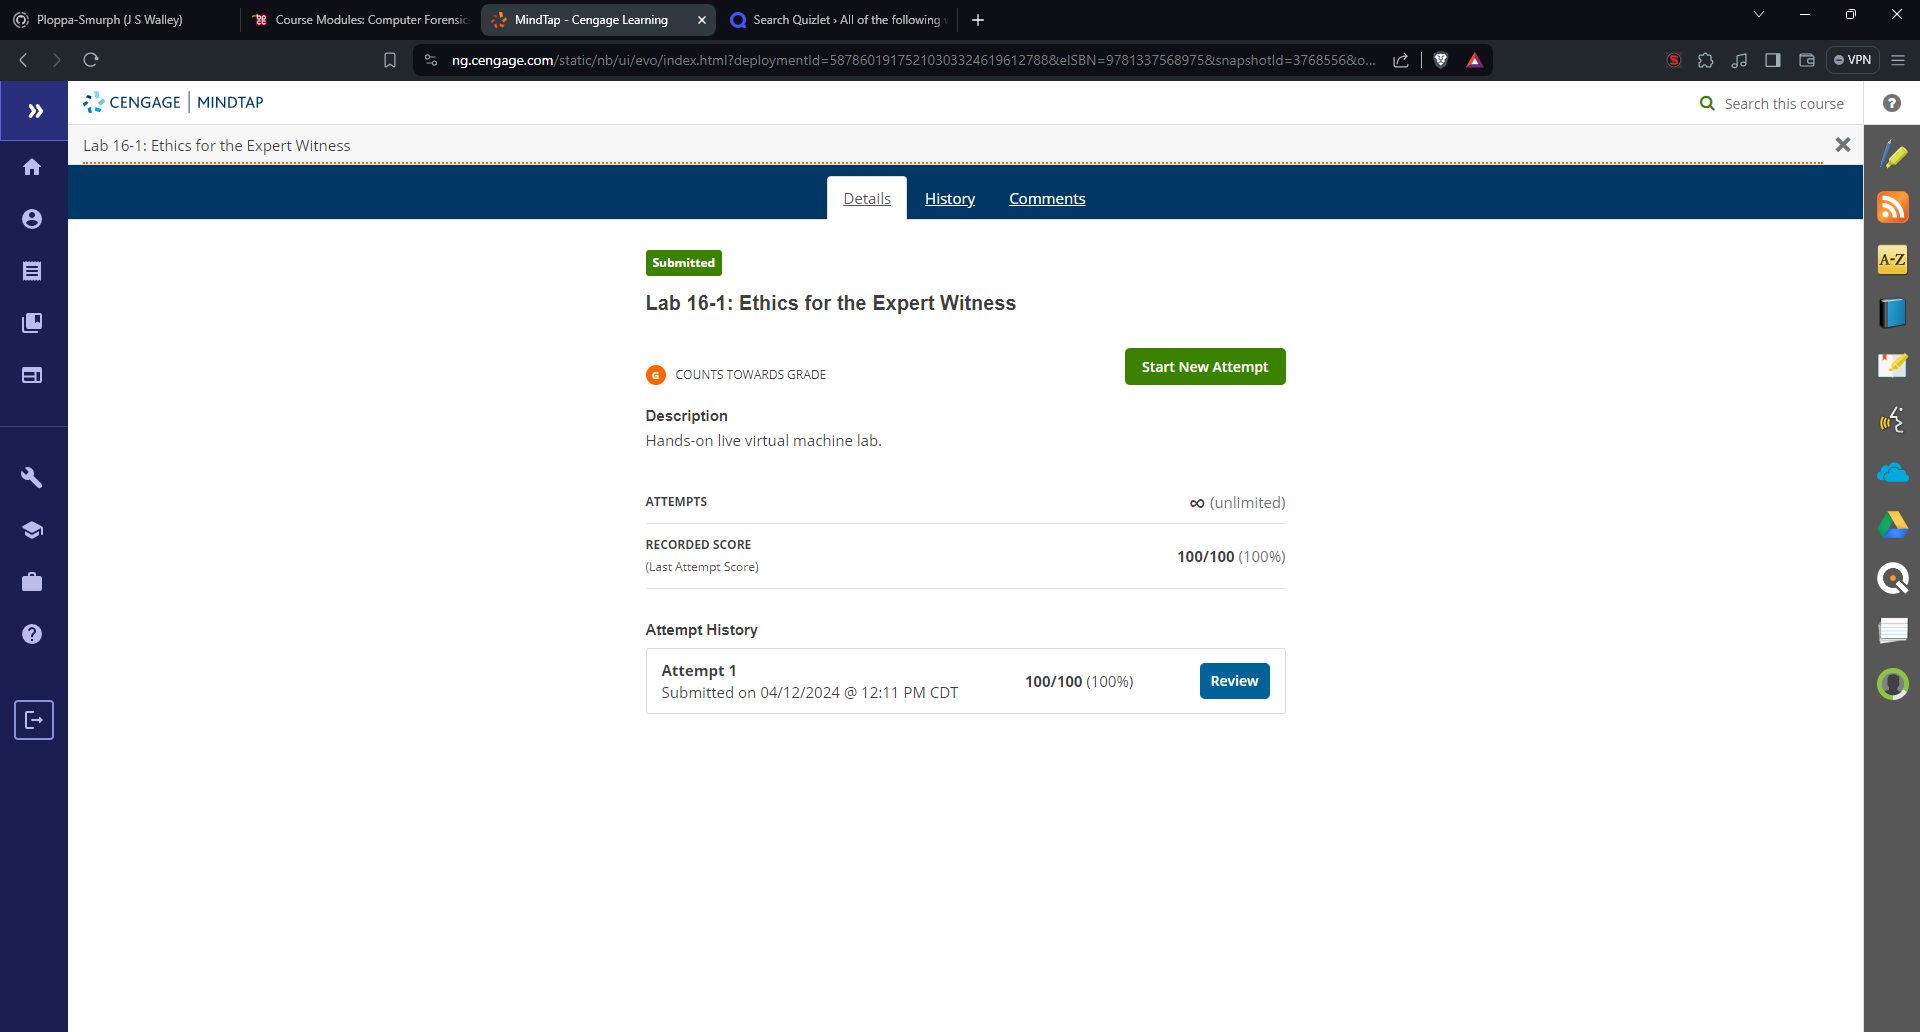 Ploppa-Smurph (J S Walley)
Course Modules: Computer Forensic
MindTap - Cengage Learning
Search Quizlet › All of the following
ng.cengage.com/static/nb/ui/evo/index.html?deploymentId=58786019175210303324619612788&eISBN=9781337568975&snapshotId=3768556&o...
VPN
CENGAGE | MINDTAP
Search this course
Lab 16-1: Ethics for the Expert Witness
Details
History
Comments
Submitted
Lab 16-1: Ethics for the Expert Witness
G COUNTS TOWARDS GRADE
Start New Attempt
Description
Hands-on live virtual machine lab.
ATTEMPTS
∞ (unlimited)
RECORDED SCORE
(Last Attempt Score)
100/100 (100%)
Attempt History
Attempt 1
Submitted on 04/12/2024 @ 12:11 PM CDT
100/100 (100%)
Review
A-Z